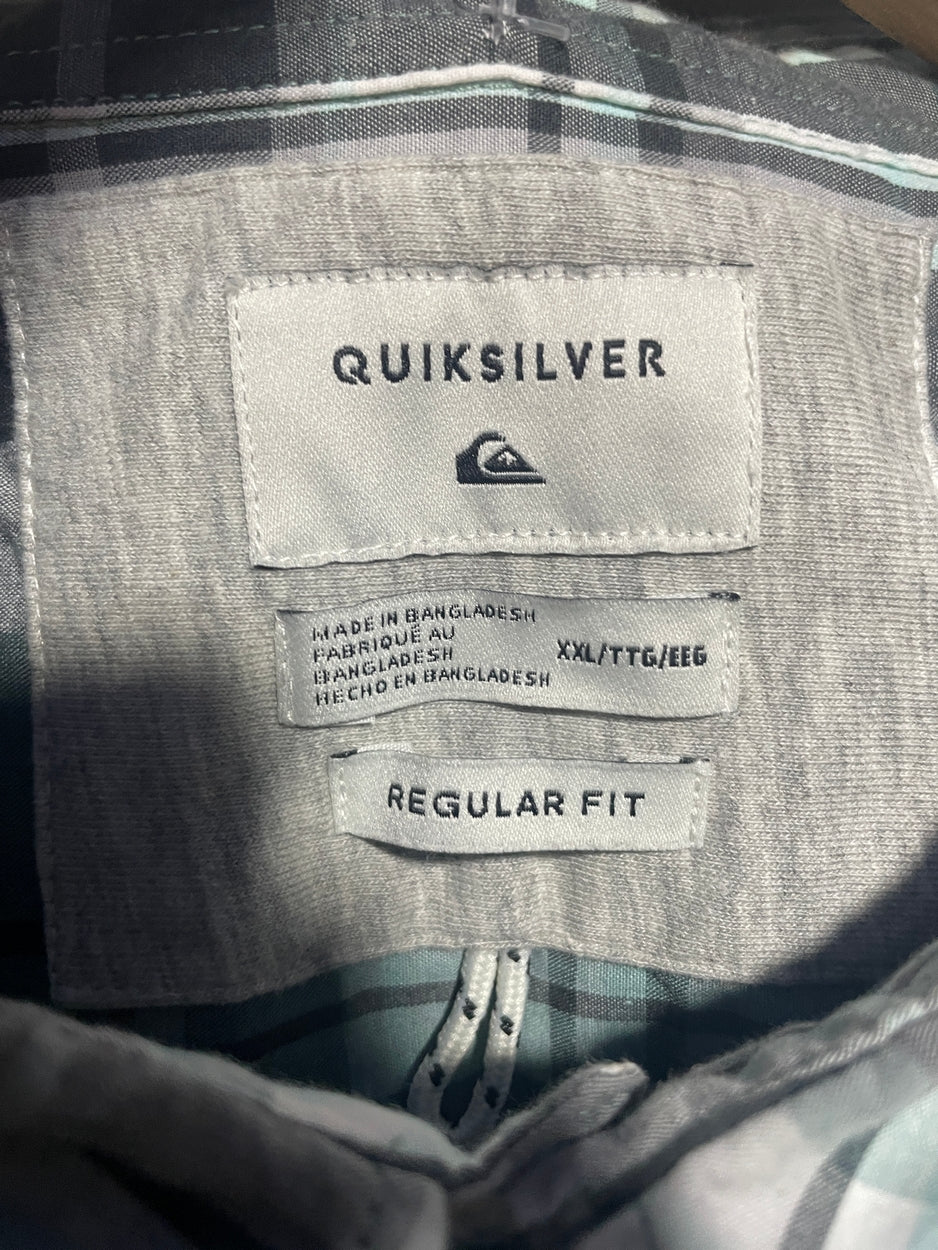 QUIKSILVER
MADE IN BANGLADESH
FABRIQUÉ AU
BANGLADESH
HECHO EN BANGLADESH
XXL/TTG/EEG
REGULAR FIT